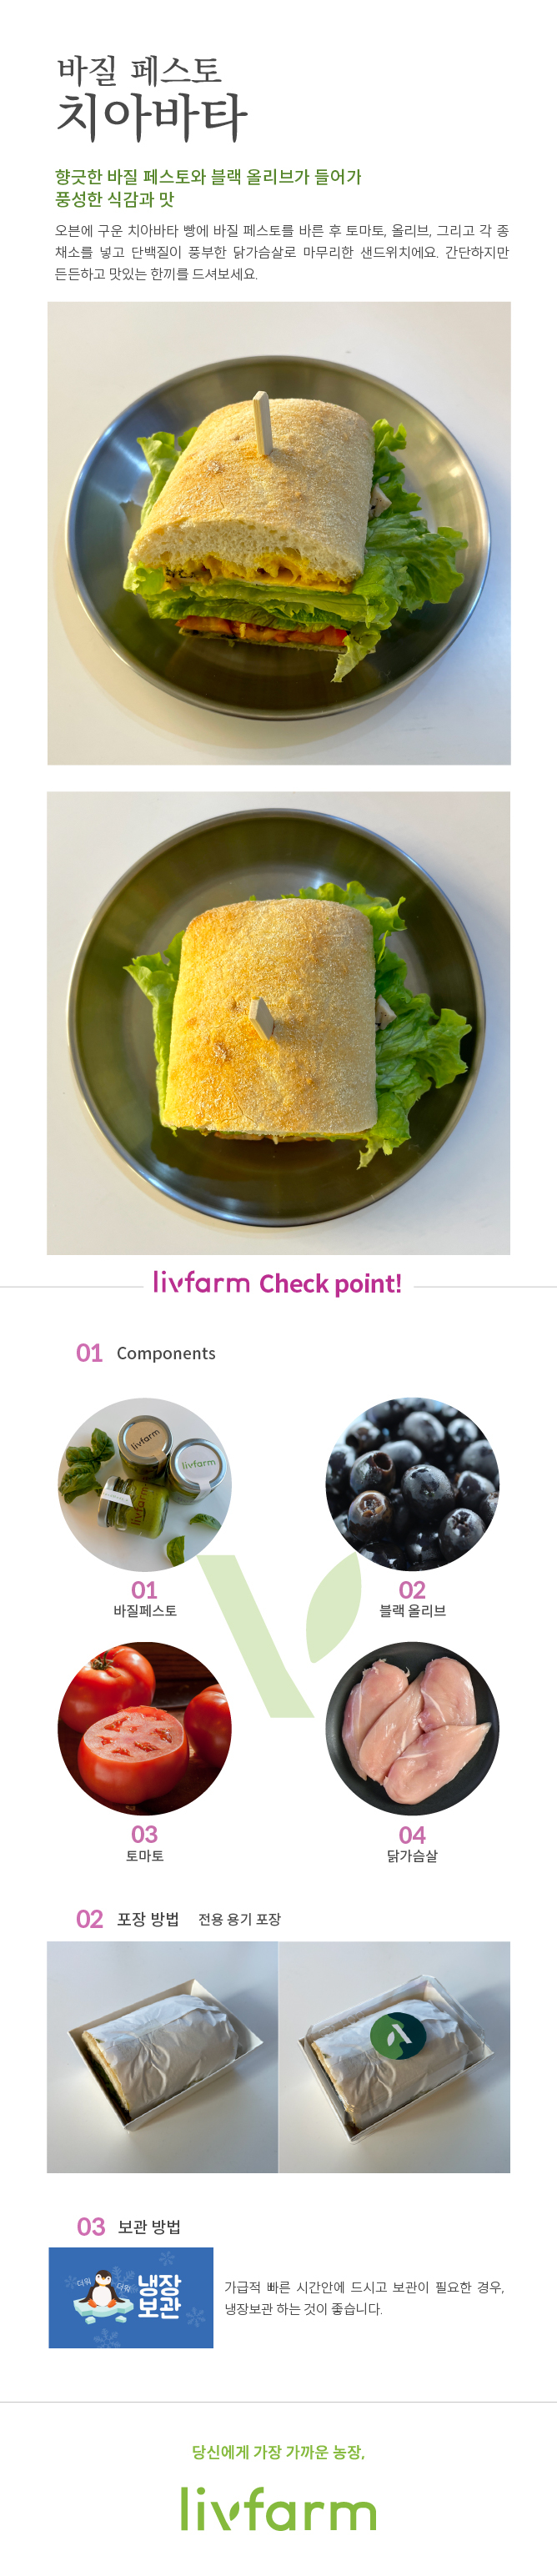 바질 페스토
치아바타
향긋한 바질 페스토와 블랙 올리브가 들어가
풍성한 식감과 맛
오븐에 구운 치아바타 빵에 바질 페스토를 바른 후 토마토, 올리브, 그리고 각 종
채소를 넣고 단백질이 풍부한 닭가슴살로 마무리한 샌드위치에요. 간단하지만
든든하고 맛있는 한끼를 드셔보세요.
livfarm Check point!
01 Components
livfarm
livfarm
livfarm
01
바질페스토
02
블랙 올리브
03
토마토
04
닭가슴살
02 포장 방법 전용 용기 포장
03 보관 방법
더워 더워 냉장
보관
가급적 빠른 시간안에 드시고 보관이 필요한 경우,
냉장보관 하는 것이 좋습니다.
당신에게 가장 가까운 농장,
livfarm